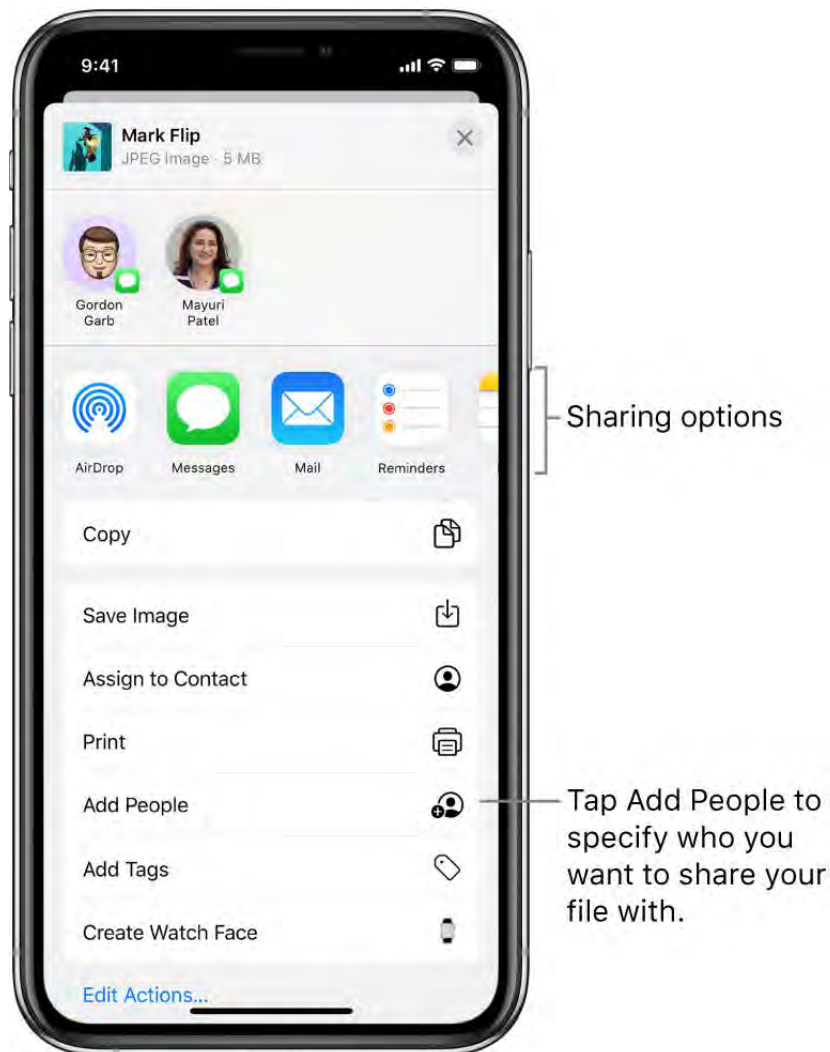 9:41
Mark Flip
JPEG Image · 5 MB
Gordon
Garb
Mayuri
Patel
AirDrop
Messages
Mail
Reminders
Sharing options
Copy
Save Image
Assign to Contact
Print
Add People
Tap Add People to
specify who you
want to share your
file with.
Add Tags
Create Watch Face
Edit Actions...